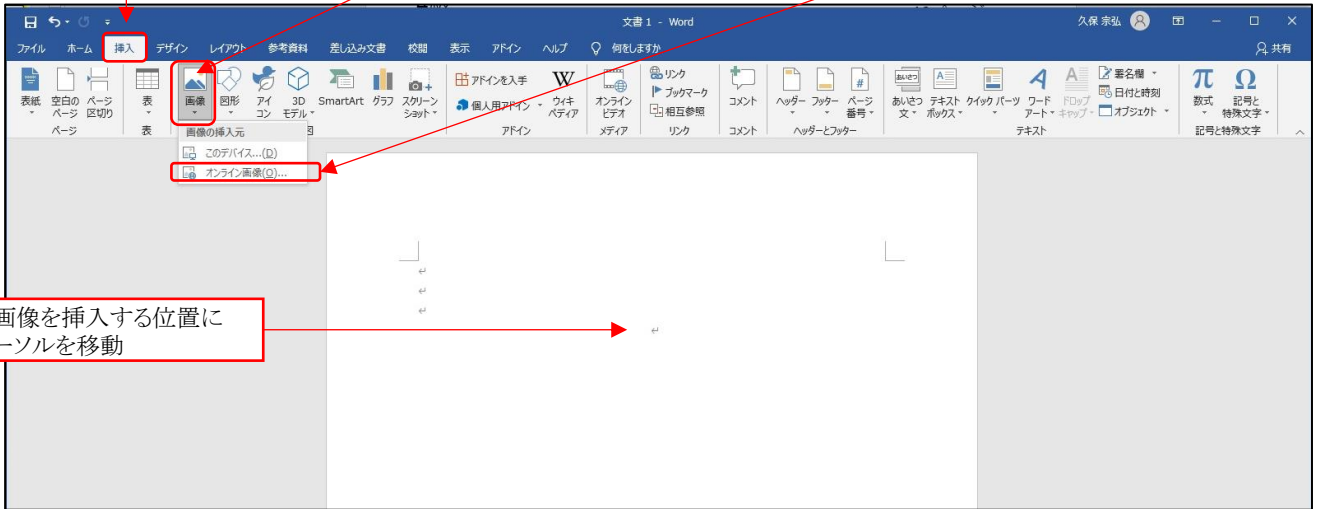 文書 1 - Word
久保 宗弘
ファイル ホーム 挿入 デザイン レイアウト 参考資料 差し込み文書 校閲 表示 アドイン ヘルプ 何をしますか
共有
表紙 空白の ページ 表 画像 図形 アイ 3D SmartArt グラフ スクリーン
ページ 区切り コン モデル ショット
アドインを入手
個人用アドイン
W ウィキ
ペディア
オンライン
ビデオ
リンク
ブックマーク
相互参照
コメント
ヘッダー フッター ページ
番号
#
あいさつ テキスト クイック パーツ ワード ドロップ
文 ボックス アート キャップ
A A A
署名欄
日付と時刻
オブジェクト
π Ω
数式 記号と
特殊文字
ページ 表 図 アドイン メディア リンク コメント ヘッダーとフッター テキスト 記号と特殊文字
画像の挿入元
このデバイス...(D)
オンライン画像(O)...
画像を挿入する位置に
ーソルを移動